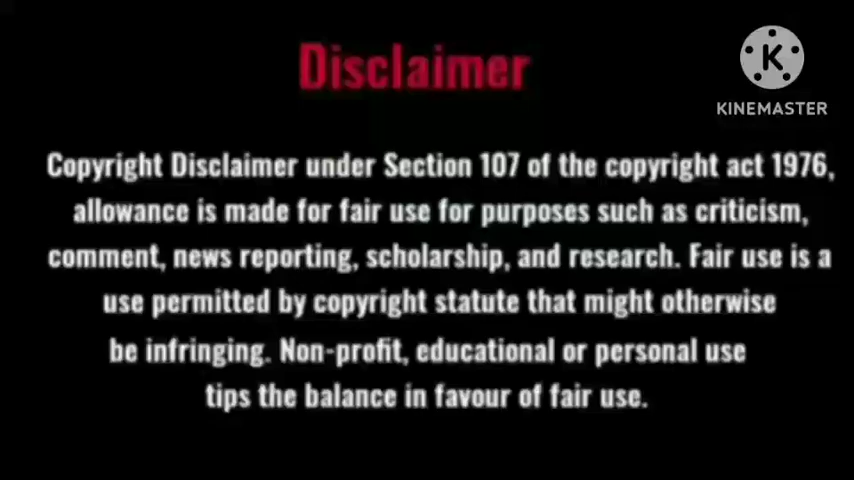 Disclaimer
K
KINEMASTER
Copyright Disclaimer under Section 107 of the copyright act 1976,
allowance is made for fair use for purposes such as criticism,
comment, news reporting, scholarship, and research. Fair use is a
use permitted by copyright statute that might otherwise
be infringing. Non-profit, educational or personal use
tips the balance in favour of fair use.